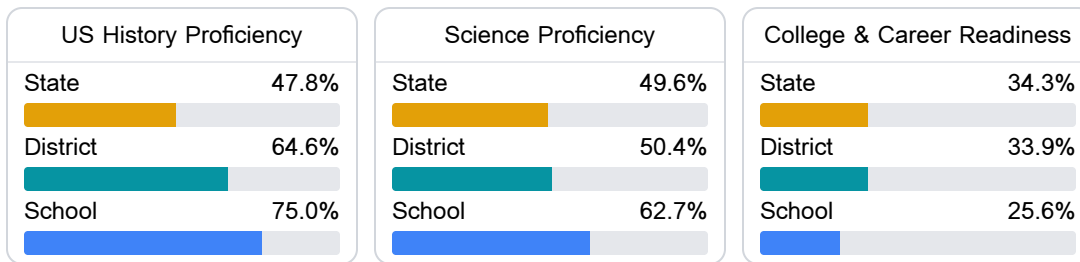 US History Proficiency
State 47.8%
District 64.6%
School 75.0%
Science Proficiency
State 49.6%
District 50.4%
School 62.7%
College & Career Readiness
State 34.3%
District 33.9%
School 25.6%